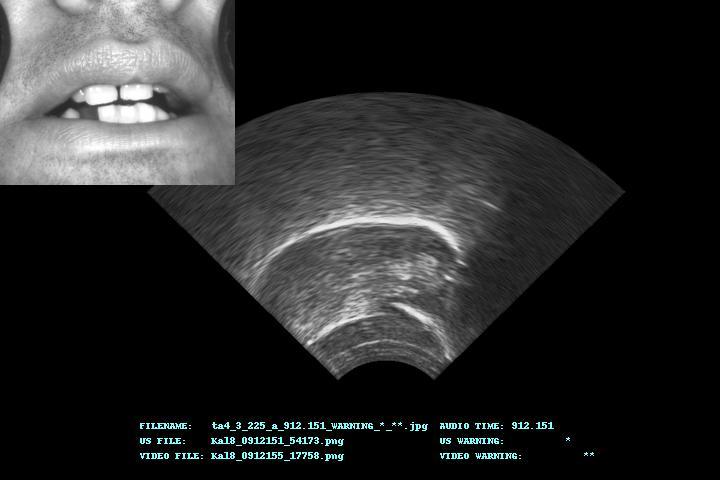 FILENAME: ta4_3_225_a_912.151_WARNING_*_**.jpg AUDIO TIME: 912.151
US FILE: Kal8_0912151_54173.png US WARNING: *
VIDEO FILE: Kal8_0912155_17758.png VIDEO WARNING: **